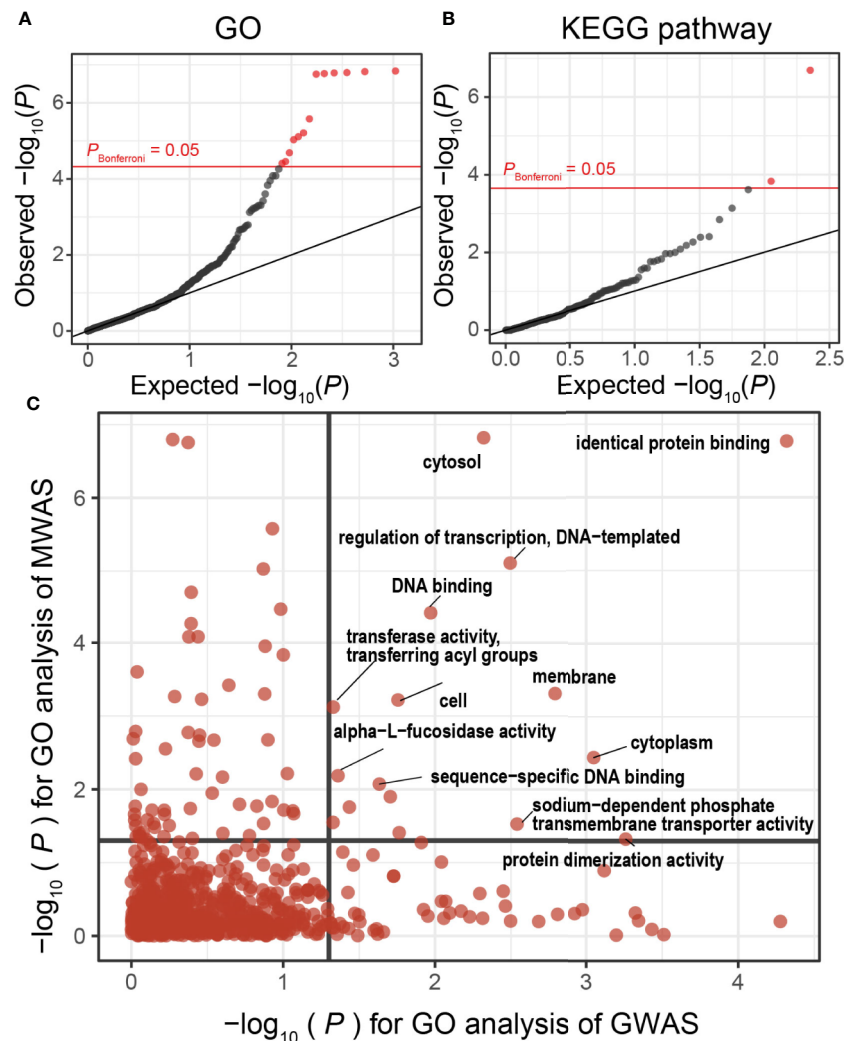 A
GO
Observed −log10(P)
6
4
2
0
PBonferroni = 0.05
0
1
2
3
Expected −log10(P)
B
KEGG pathway
Observed −log10(P)
6
4
2
0
PBonferroni = 0.05
0.0
0.5
1.0
1.5
2.0
2.5
Expected −log10(P)
C
−log10 ( P ) for GO analysis of MWAS
6
4
2
0
cytosol
identical protein binding
regulation of transcription, DNA−templated
DNA binding
transferase activity,
transferring acyl groups
cell
membrane
alpha−L−fucosidase activity
cytoplasm
sequence−specific DNA binding
sodium−dependent phosphate
transmembrane transporter activity
protein dimerization activity
0
1
2
3
4
−log10 ( P ) for GO analysis of GWAS